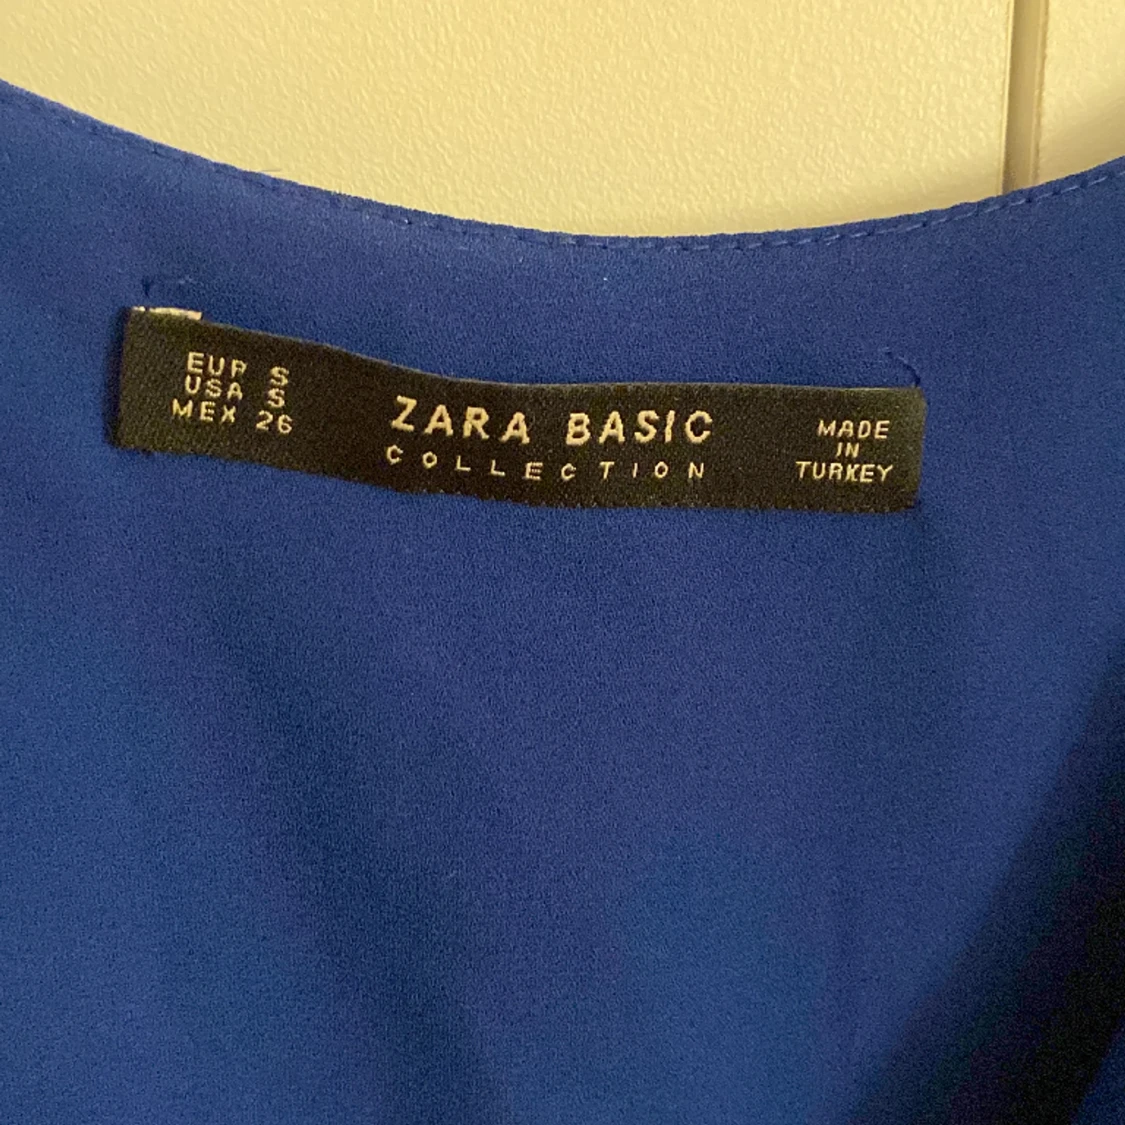 EUR S
USA S
MEX 26
ZARA BASIC
COLLECTION
MADE
IN
TURKEY